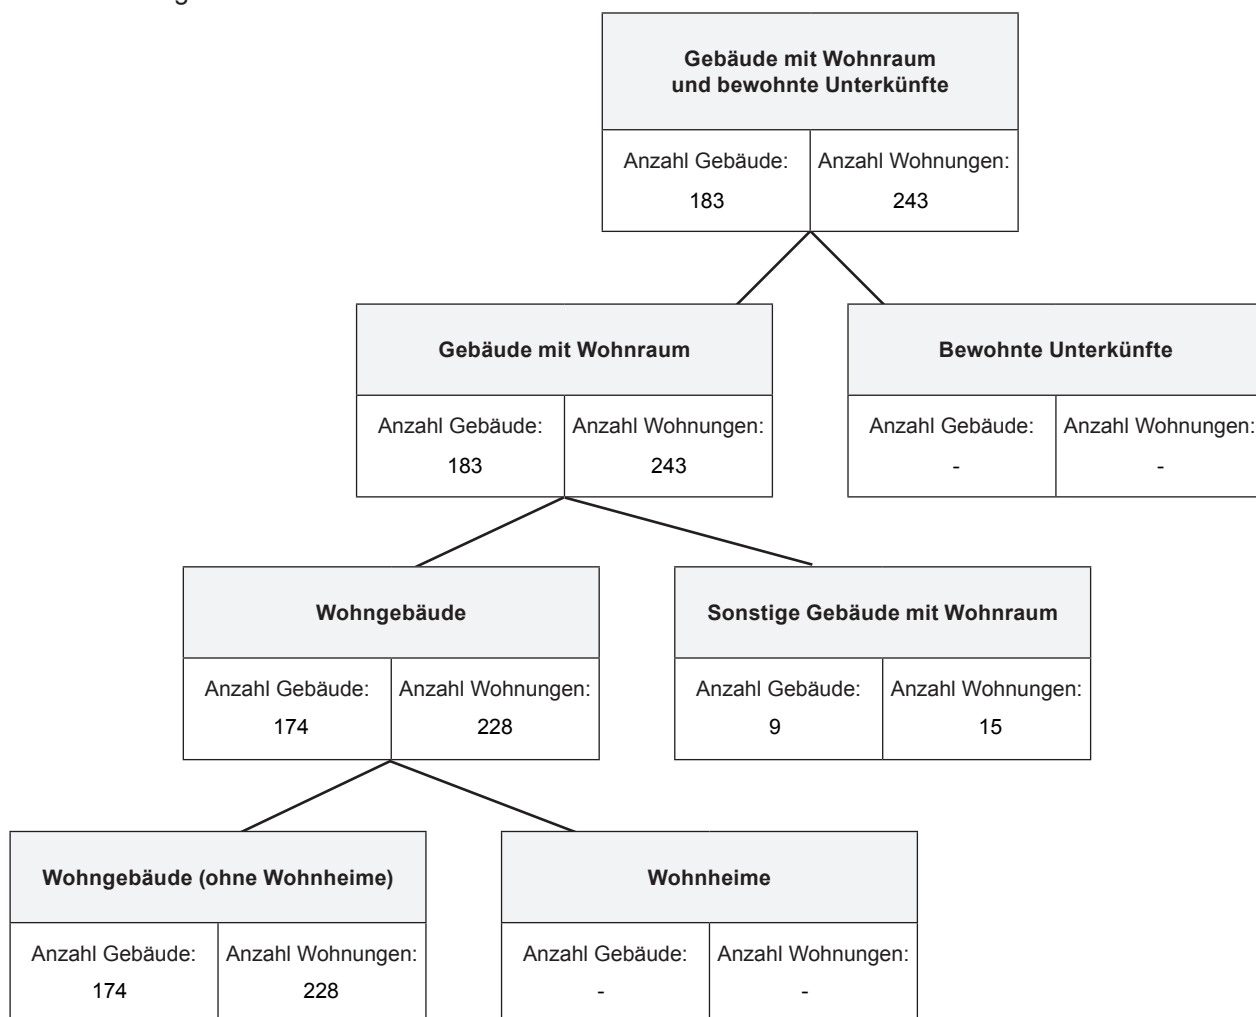 Gebäude mit Wohnraum
und bewohnte Unterkünfte
Anzahl Gebäude: Anzahl Wohnungen:
183 243
Gebäude mit Wohnraum
Anzahl Gebäude: Anzahl Wohnungen:
183 243
Bewohnte Unterkünfte
Anzahl Gebäude: Anzahl Wohnungen:
- -
Wohngebäude
Anzahl Gebäude: Anzahl Wohnungen:
174 228
Sonstige Gebäude mit Wohnraum
Anzahl Gebäude: Anzahl Wohnungen:
9 15
Wohngebäude (ohne Wohnheime)
Anzahl Gebäude: Anzahl Wohnungen:
174 228
Wohnheime
Anzahl Gebäude: Anzahl Wohnungen:
- -